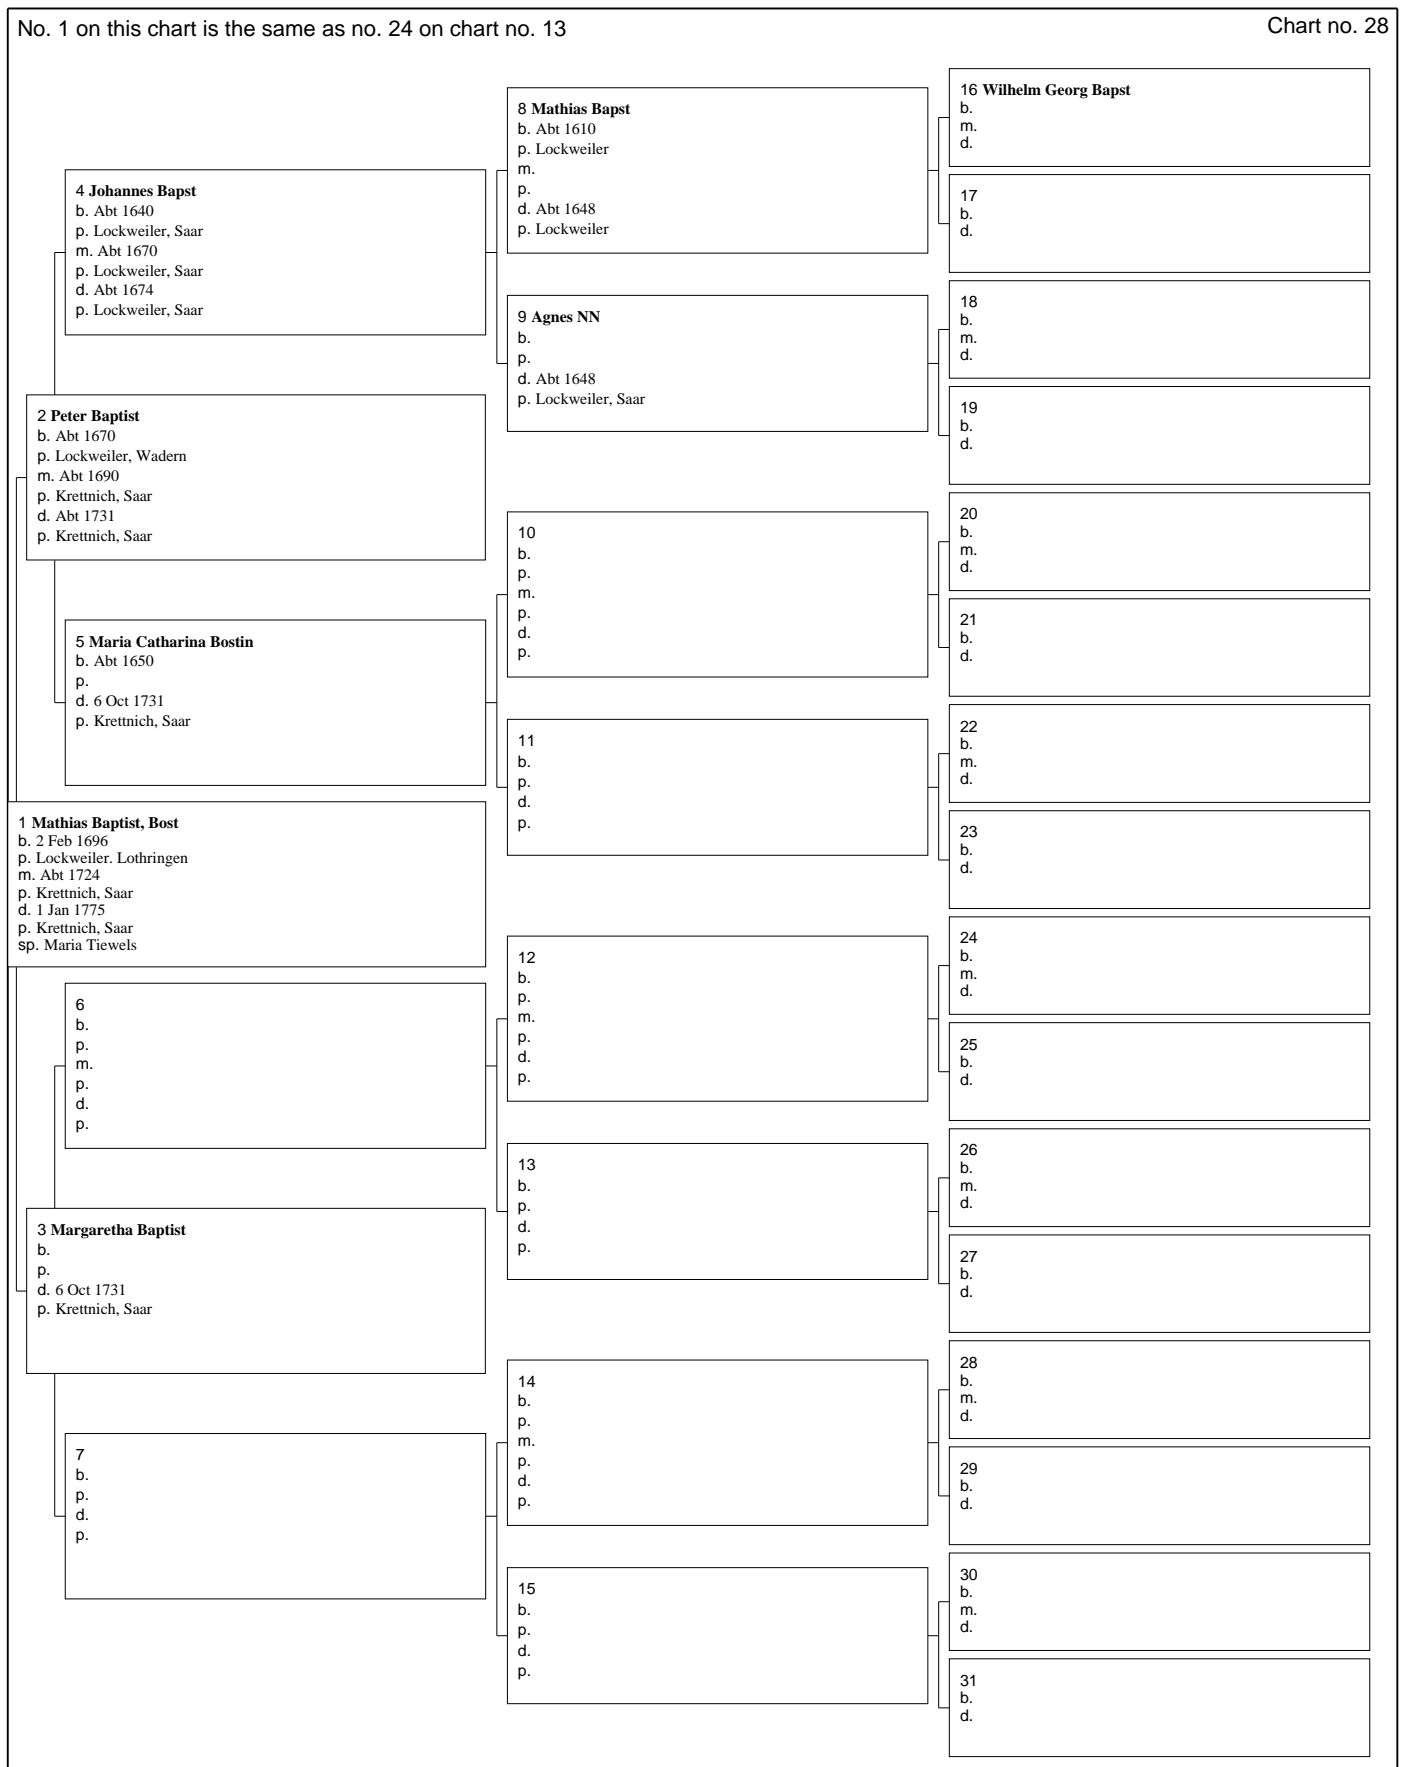 No. 1 on this chart is the same as no. 24 on chart no. 13
Chart no. 28
16 Wilhelm Georg Bapst
b.
m.
d.
8 Mathias Bapst
b. Abt 1610
p. Lockweiler
m.
p.
d. Abt 1648
p. Lockweiler
17
b.
d.
4 Johannes Bapst
b. Abt 1640
p. Lockweiler, Saar
m. Abt 1670
p. Lockweiler, Saar
d. Abt 1674
p. Lockweiler, Saar
18
b.
m.
d.
9 Agnes NN
b.
p.
d. Abt 1648
p. Lockweiler, Saar
19
b.
d.
2 Peter Baptist
b. Abt 1670
p. Lockweiler, Wadern
m. Abt 1690
p. Krettnich, Saar
d. Abt 1731
p. Krettnich, Saar
20
b.
m.
d.
10
b.
p.
m.
p.
d.
p.
21
b.
d.
5 Maria Catharina Bostin
b. Abt 1650
p.
d. 6 Oct 1731
p. Krettnich, Saar
22
b.
m.
d.
11
b.
p.
d.
p.
23
b.
d.
1 Mathias Baptist, Bost
b. 2 Feb 1696
p. Lockweiler. Lothringen
m. Abt 1724
p. Krettnich, Saar
d. 1 Jan 1775
p. Krettnich, Saar
sp. Maria Tiewels
24
b.
m.
d.
12
b.
p.
m.
p.
d.
p.
25
b.
d.
6
b.
p.
m.
p.
d.
p.
26
b.
m.
d.
13
b.
p.
d.
p.
27
b.
d.
3 Margaretha Baptist
b.
p.
d. 6 Oct 1731
p. Krettnich, Saar
28
b.
m.
d.
14
b.
p.
m.
p.
d.
p.
29
b.
d.
7
b.
p.
d.
p.
30
b.
m.
d.
15
b.
p.
d.
p.
31
b.
d.